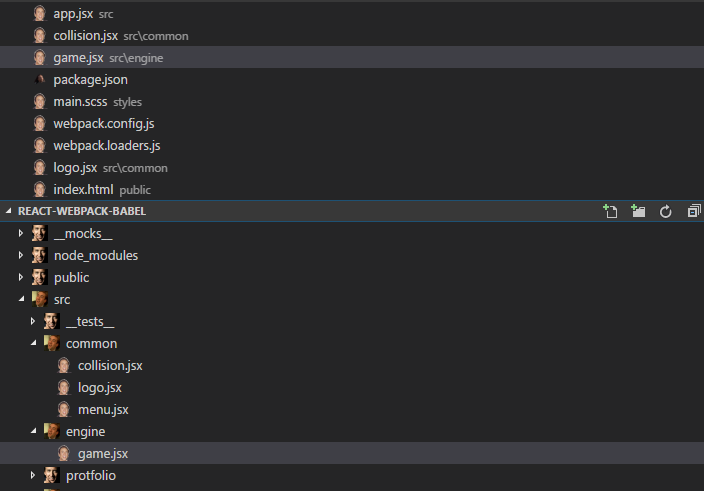 app.jsx src
collision.jsx src\common
game.jsx src\engine
package.json
main.scss styles
webpack.config.js
webpack.loaders.js
logo.jsx src\common
index.html public
REACT-WEBPACK-BABEL
__mocks__
node_modules
public
src
__tests__
common
collision.jsx
logo.jsx
menu.jsx
engine
game.jsx
protfolio